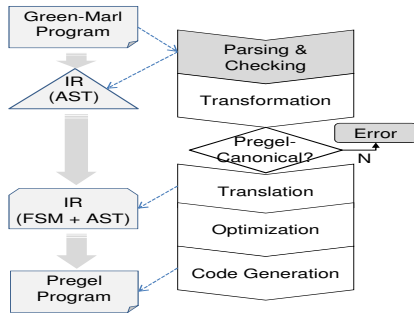 Green-Marl
Program
IR
(AST)
IR
(FSM + AST)
Pregel
Program
Parsing &
Checking
Transformation
Pregel-
Canonical?
Error
N
Translation
Optimization
Code Generation